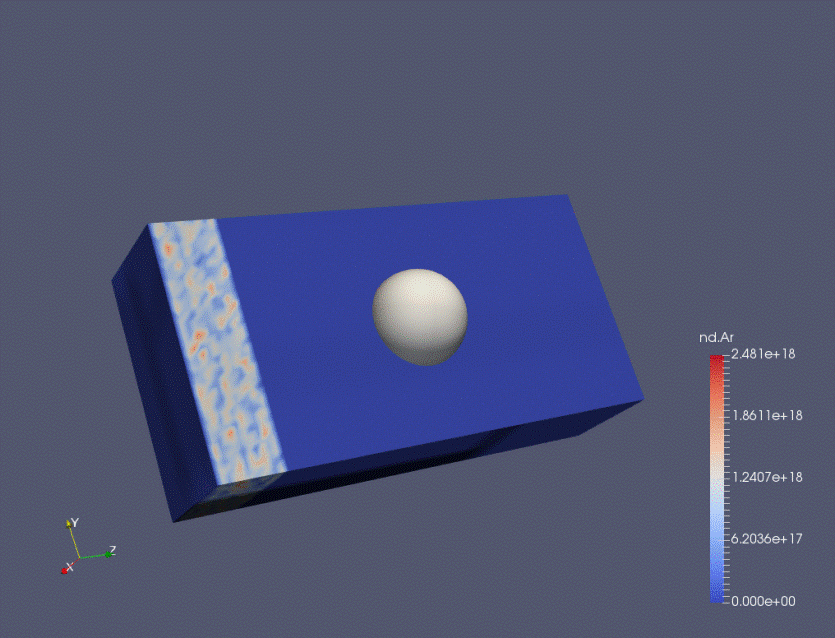 nd.Ar
2.481e+18
1.8611e+18
1.2407e+18
6.2036e+17
0.000e+00
Y
Z
X